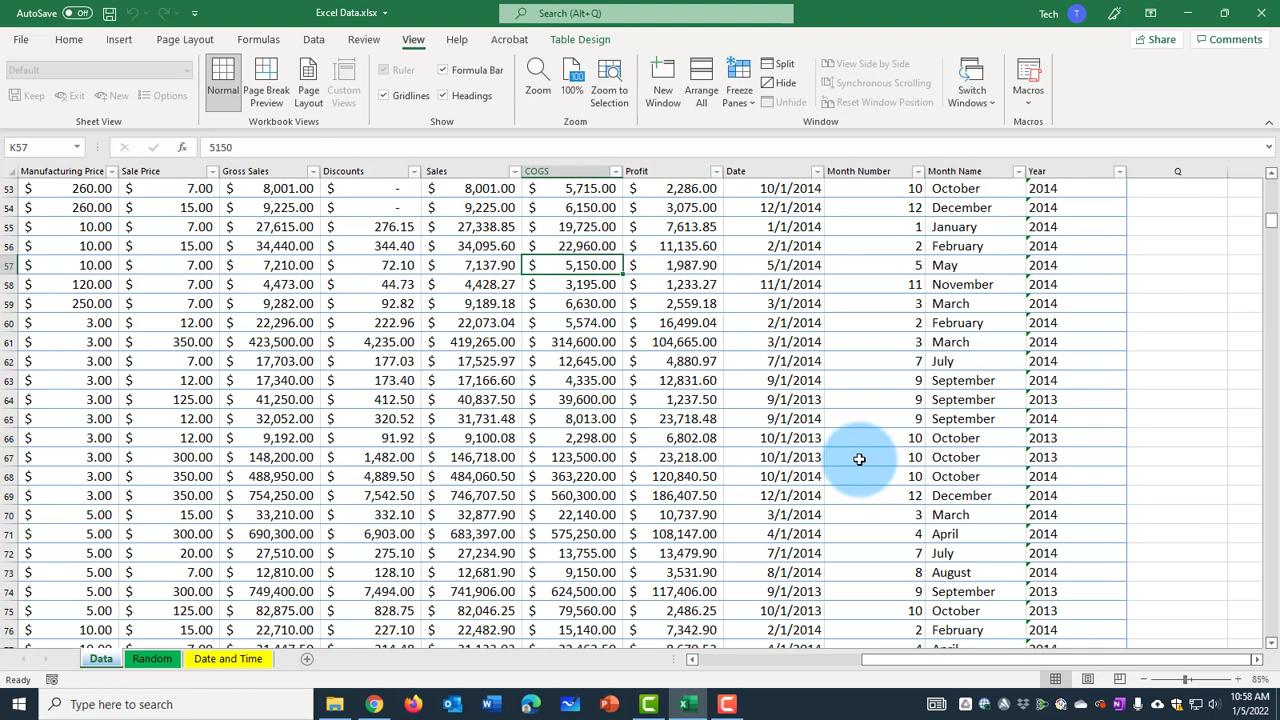 AutoSave Off Excel Data.xlsx Search (Alt+Q) Tech T
File Home Insert Page Layout Formulas Data Review View Help Acrobat Table Design Share Comments
Default Ruler Formula Bar Split View Side by Side
Keep Exit New Options Normal Page Break Preview Page Layout Custom Views Gridlines Headings Zoom 100 100% Zoom to Selection New Window Arrange All Freeze Panes Hide Synchronous Scrolling Unhide Reset Window Position Switch Windows Macros
Sheet View Workbook Views Show Zoom Window Macros
K57 fx 5150
Manufacturing Price Sale Price Gross Sales Discounts Sales COGS Profit Date Month Number Month Name Year Q
53 $ 260.00 $ 7.00 $ 8,001.00 $ - $ 8,001.00 $ 5,715.00 $ 2,286.00 10/1/2014 10 October 2014
54 $ 260.00 $ 15.00 $ 9,225.00 $ - $ 9,225.00 $ 6,150.00 $ 3,075.00 12/1/2014 12 December 2014
55 $ 10.00 $ 7.00 $ 27,615.00 $ 276.15 $ 27,338.85 $ 19,725.00 $ 7,613.85 1/1/2014 1 January 2014
56 $ 10.00 $ 15.00 $ 34,440.00 $ 344.40 $ 34,095.60 $ 22,960.00 $ 11,135.60 2/1/2014 2 February 2014
57 $ 10.00 $ 7.00 $ 7,210.00 $ 72.10 $ 7,137.90 $ 5,150.00 $ 1,987.90 5/1/2014 5 May 2014
58 $ 120.00 $ 7.00 $ 4,473.00 $ 44.73 $ 4,428.27 $ 3,195.00 $ 1,233.27 11/1/2014 11 November 2014
59 $ 250.00 $ 7.00 $ 9,282.00 $ 92.82 $ 9,189.18 $ 6,630.00 $ 2,559.18 3/1/2014 3 March 2014
60 $ 3.00 $ 12.00 $ 22,296.00 $ 222.96 $ 22,073.04 $ 5,574.00 $ 16,499.04 2/1/2014 2 February 2014
61 $ 3.00 $ 350.00 $ 423,500.00 $ 4,235.00 $ 419,265.00 $ 314,600.00 $ 104,665.00 3/1/2014 3 March 2014
62 $ 3.00 $ 7.00 $ 17,703.00 $ 177.03 $ 17,525.97 $ 12,645.00 $ 4,880.97 7/1/2014 7 July 2014
63 $ 3.00 $ 12.00 $ 17,340.00 $ 173.40 $ 17,166.60 $ 4,335.00 $ 12,831.60 9/1/2014 9 September 2014
64 $ 3.00 $ 125.00 $ 41,250.00 $ 412.50 $ 40,837.50 $ 39,600.00 $ 1,237.50 9/1/2013 9 September 2013
65 $ 3.00 $ 12.00 $ 32,052.00 $ 320.52 $ 31,731.48 $ 8,013.00 $ 23,718.48 9/1/2014 9 September 2014
66 $ 3.00 $ 12.00 $ 9,192.00 $ 91.92 $ 9,100.08 $ 2,298.00 $ 6,802.08 10/1/2013 10 October 2013
67 $ 3.00 $ 300.00 $ 148,200.00 $ 1,482.00 $ 146,718.00 $ 123,500.00 $ 23,218.00 10/1/2013 10 October 2013
68 $ 3.00 $ 350.00 $ 488,950.00 $ 4,889.50 $ 484,060.50 $ 363,220.00 $ 120,840.50 10/1/2014 10 October 2014
69 $ 3.00 $ 350.00 $ 754,250.00 $ 7,542.50 $ 746,707.50 $ 560,300.00 $ 186,407.50 12/1/2014 12 December 2014
70 $ 5.00 $ 15.00 $ 33,210.00 $ 332.10 $ 32,877.90 $ 22,140.00 $ 10,737.90 3/1/2014 3 March 2014
71 $ 5.00 $ 300.00 $ 690,300.00 $ 6,903.00 $ 683,397.00 $ 575,250.00 $ 108,147.00 4/1/2014 4 April 2014
72 $ 5.00 $ 20.00 $ 27,510.00 $ 275.10 $ 27,234.90 $ 13,755.00 $ 13,479.90 7/1/2014 7 July 2014
73 $ 5.00 $ 7.00 $ 12,810.00 $ 128.10 $ 12,681.90 $ 9,150.00 $ 3,531.90 8/1/2014 8 August 2014
74 $ 5.00 $ 300.00 $ 749,400.00 $ 7,494.00 $ 741,906.00 $ 624,500.00 $ 117,406.00 9/1/2013 9 September 2013
75 $ 5.00 $ 125.00 $ 82,875.00 $ 828.75 $ 82,046.25 $ 79,560.00 $ 2,486.25 10/1/2013 10 October 2013
76 $ 10.00 $ 15.00 $ 22,710.00 $ 227.10 $ 22,482.90 $ 15,140.00 $ 7,342.90 2/1/2014 2 February 2014
Data Random Date and Time
Ready 85%
Type here to search 10:58 AM
1/5/2022